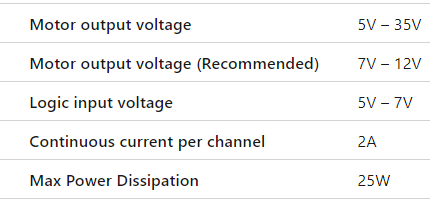 Motor output voltage 5V – 35V
Motor output voltage (Recommended) 7V – 12V
Logic input voltage 5V – 7V
Continuous current per channel 2A
Max Power Dissipation 25W